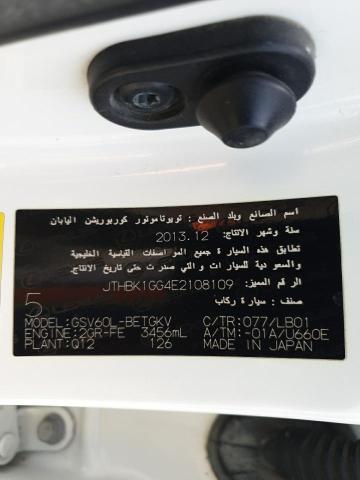 اسم الصانع وبلد الصنع : تويوتاموتور كوربوريشن اليابان
سنة وشهر الانتاج: 2013.12
تطابق هذه السيارة جميع المواصفات القياسية الخليجية
والسعودية للسيارات والتي صدرت حتى تاريخ الانتاج.
الرقم المميز: JTHBK1GG4E2108109
صنف : سيارة ركاب
5
MODEL:GSV60L-BETGKV C/TR:077/LB01
ENGINE:2GR-FE 3456mL A/TM:-01A/U660E
PLANT:Q12 126 MADE IN JAPAN